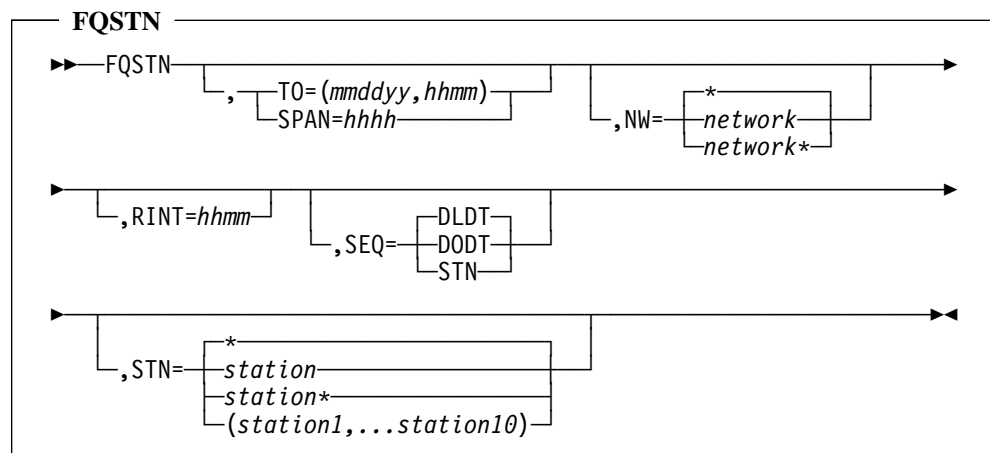 FQSTN
FQSTN
, TO=(mmddyy,hhmm)
SPAN=hhhh
,NW= *
network
network*
,RINT=hhmm
,SEQ= DLDT
DODT
STN
,STN= *
station
station*
(station1,...station10)